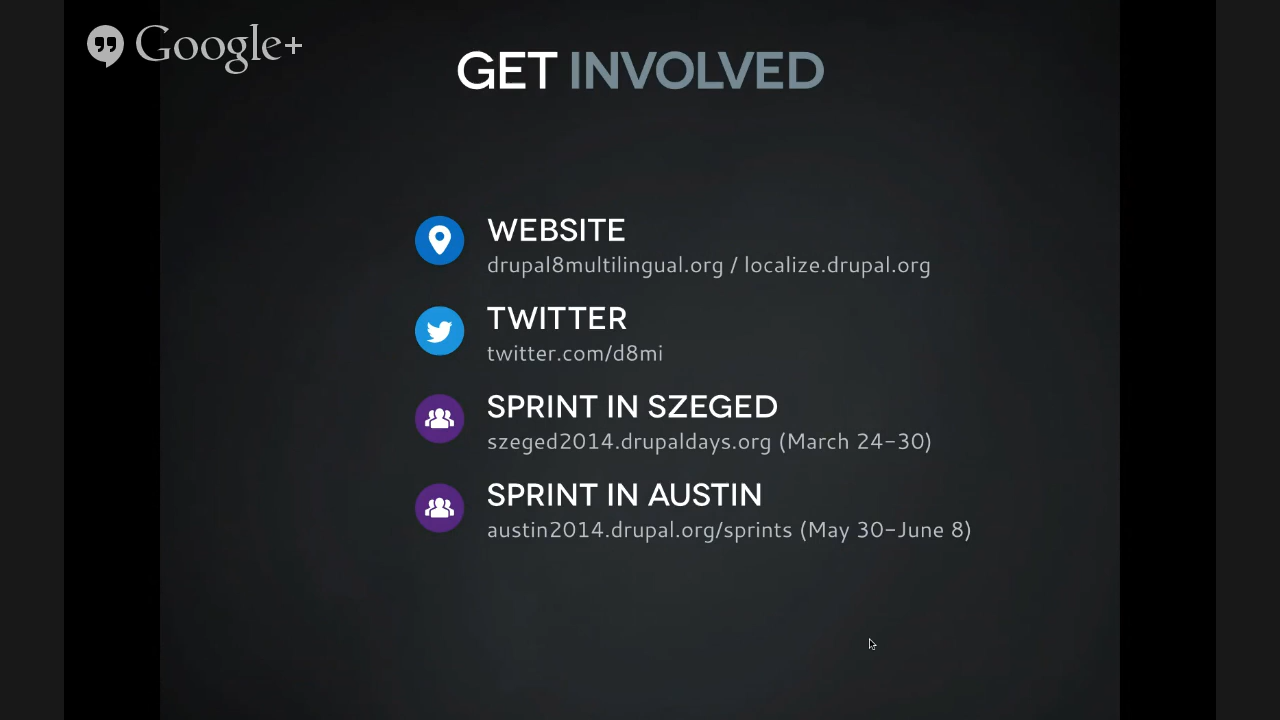 Google+
GET INVOLVED
WEBSITE
drupal8multilingual.org / localize.drupal.org
TWITTER
twitter.com/d8mi
SPRINT IN SZEGED
szeged2014.drupaldays.org (March 24-30)
SPRINT IN AUSTIN
austin2014.drupal.org/sprints (May 30-June 8)